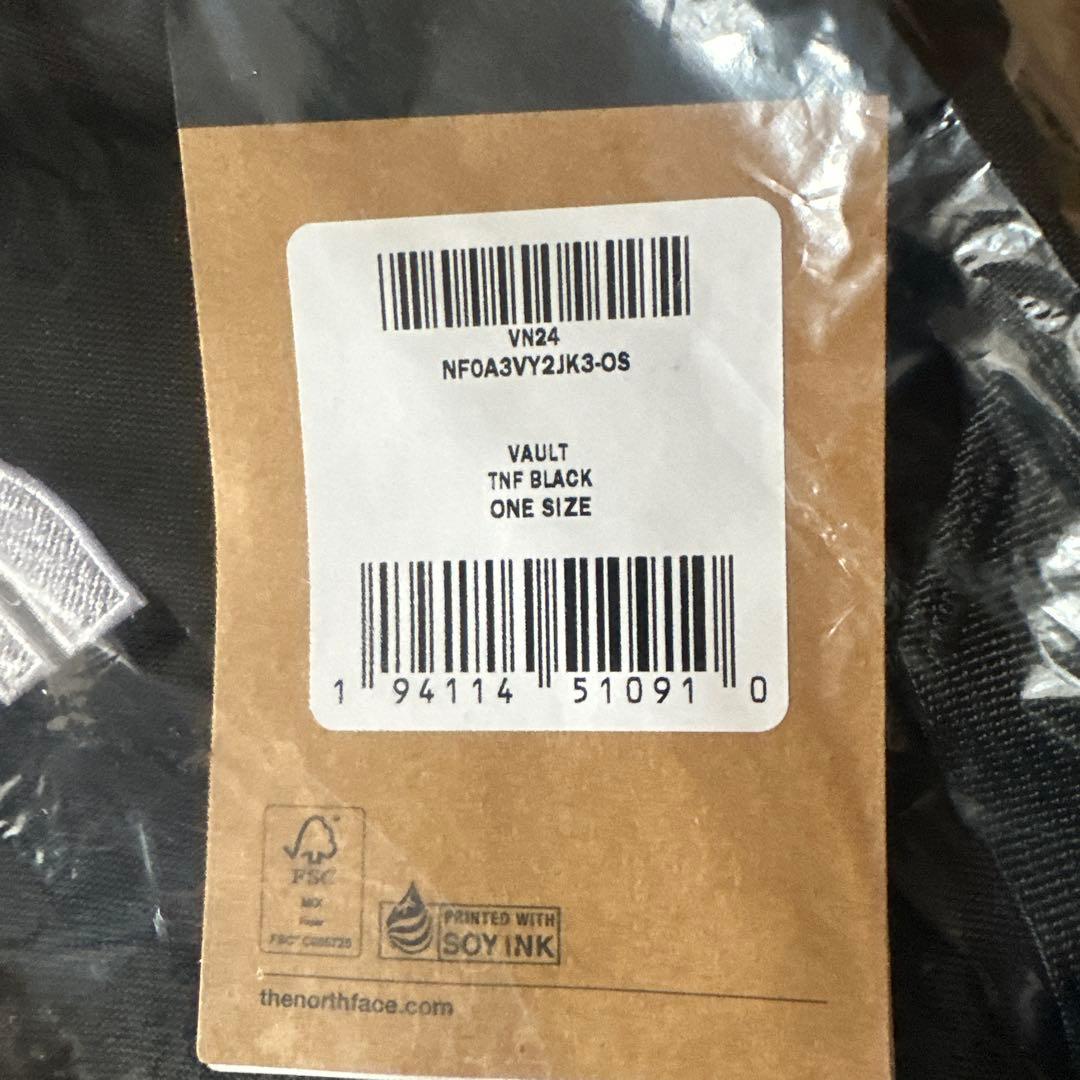 VN24
NF0A3VY2JK3-OS
VAULT
TNF BLACK
ONE SIZE
1 94114 51091 0
FSC
MIX
PRINTED WITH
SOY INK
thenorthface.com